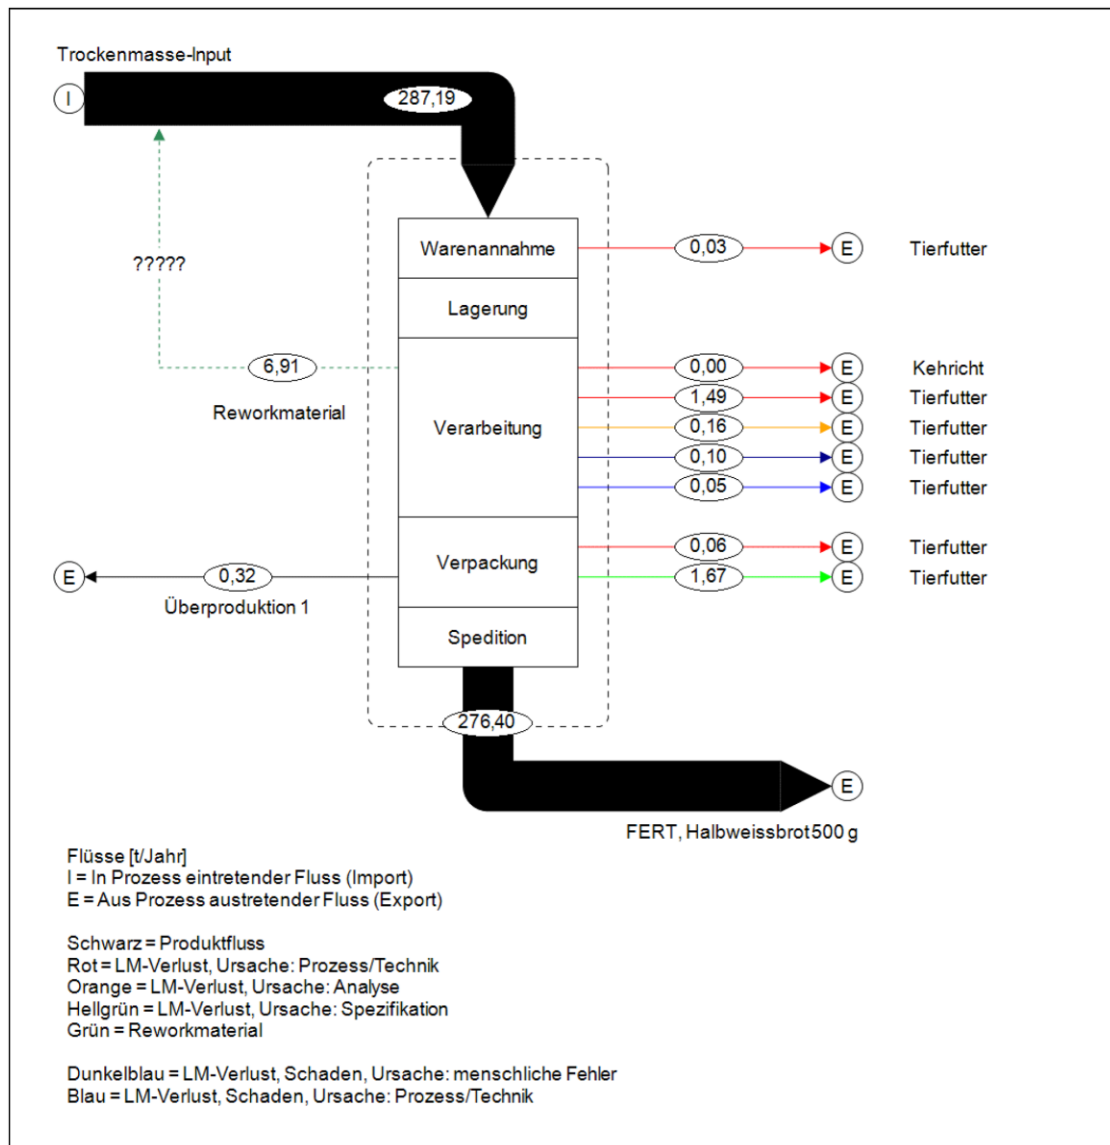 Trockenmasse-Input
I
287,19
Warenannahme
0,03
E
Tierfutter
?????
Lagerung
6,91
Reworkmaterial
Verarbeitung
0,00
E
Kehricht
1,49
E
Tierfutter
0,16
E
Tierfutter
0,10
E
Tierfutter
0,05
E
Tierfutter
Verpackung
0,06
E
Tierfutter
1,67
E
Tierfutter
E
0,32
Überproduktion 1
Spedition
276,40
E
FERT, Halbweissbrot 500 g
Flüsse [t/Jahr]
I = In Prozess eintretender Fluss (Import)
E = Aus Prozess austretender Fluss (Export)
Schwarz = Produktfluss
Rot = LM-Verlust, Ursache: Prozess/Technik
Orange = LM-Verlust, Ursache: Analyse
Hellgrün = LM-Verlust, Ursache: Spezifikation
Grün = Reworkmaterial
Dunkelblau = LM-Verlust, Schaden, Ursache: menschliche Fehler
Blau = LM-Verlust, Schaden, Ursache: Prozess/Technik